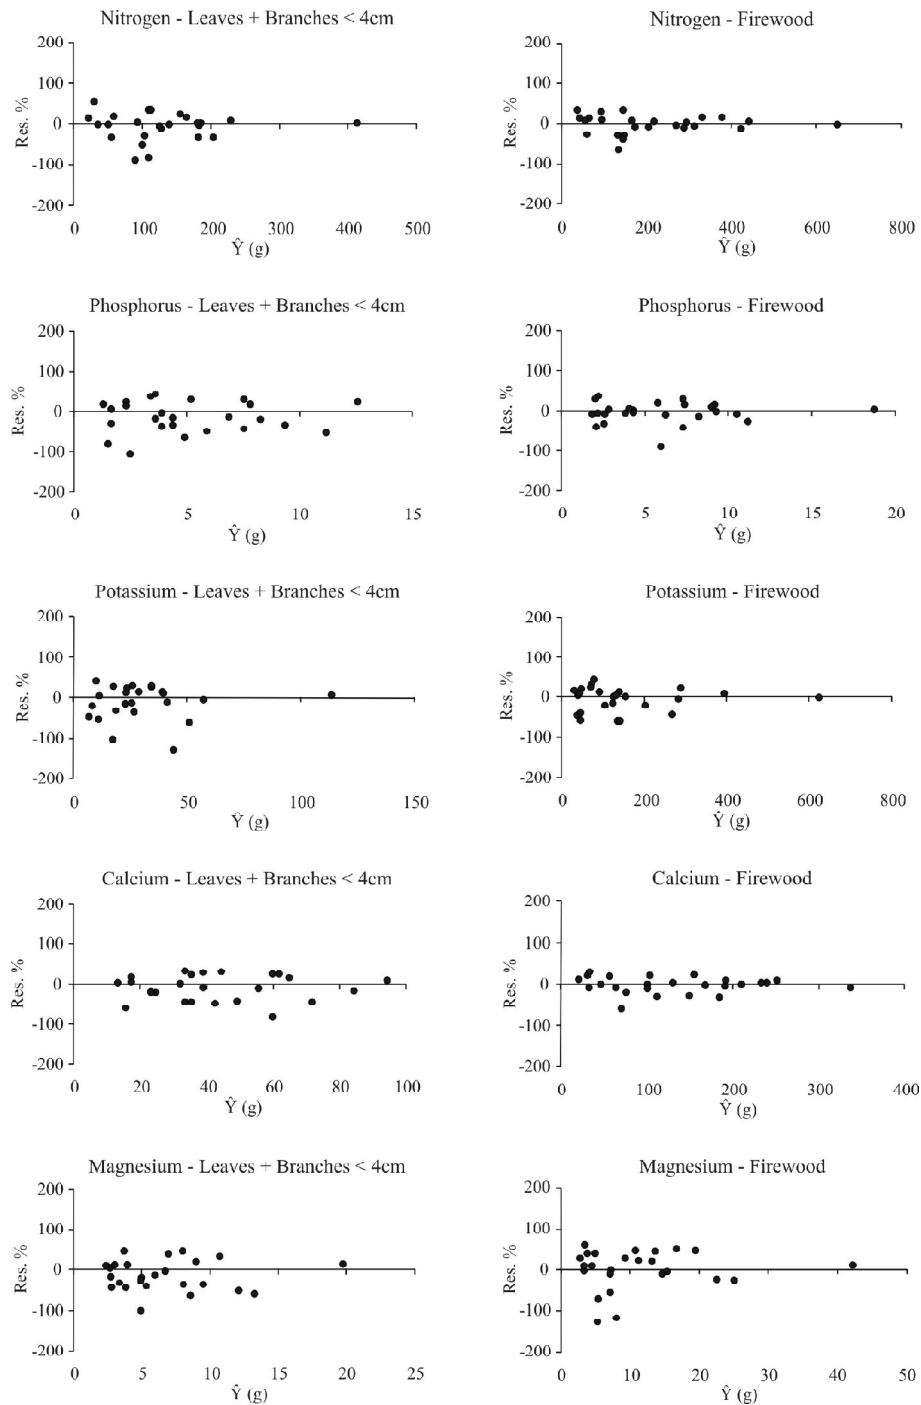 Nitrogen - Leaves + Branches < 4cm
200
100
0
-100
-200
Res. %
0 100 200 300 400 500
Ŷ (g)
Nitrogen - Firewood
200
100
0
-100
-200
Res. %
0 200 400 600 800
Ŷ (g)
Phosphorus - Leaves + Branches < 4cm
200
100
0
-100
-200
Res. %
0 5 10 15
Ŷ (g)
Phosphorus - Firewood
200
100
0
-100
-200
Res. %
0 5 10 15 20
Ŷ (g)
Potassium - Leaves + Branches < 4cm
200
100
0
-100
-200
Res. %
0 50 100 150
Ŷ (g)
Potassium - Firewood
200
100
0
-100
-200
Res. %
0 200 400 600 800
Ŷ (g)
Calcium - Leaves + Branches < 4cm
200
100
0
-100
-200
Res. %
0 20 40 60 80 100
Ŷ (g)
Calcium - Firewood
200
100
0
-100
-200
Res. %
0 100 200 300 400
Ŷ (g)
Magnesium - Leaves + Branches < 4cm
200
100
0
-100
-200
Res. %
0 5 10 15 20 25
Ŷ (g)
Magnesium - Firewood
200
100
0
-100
-200
Res. %
0 10 20 30 40 50
Ŷ (g)